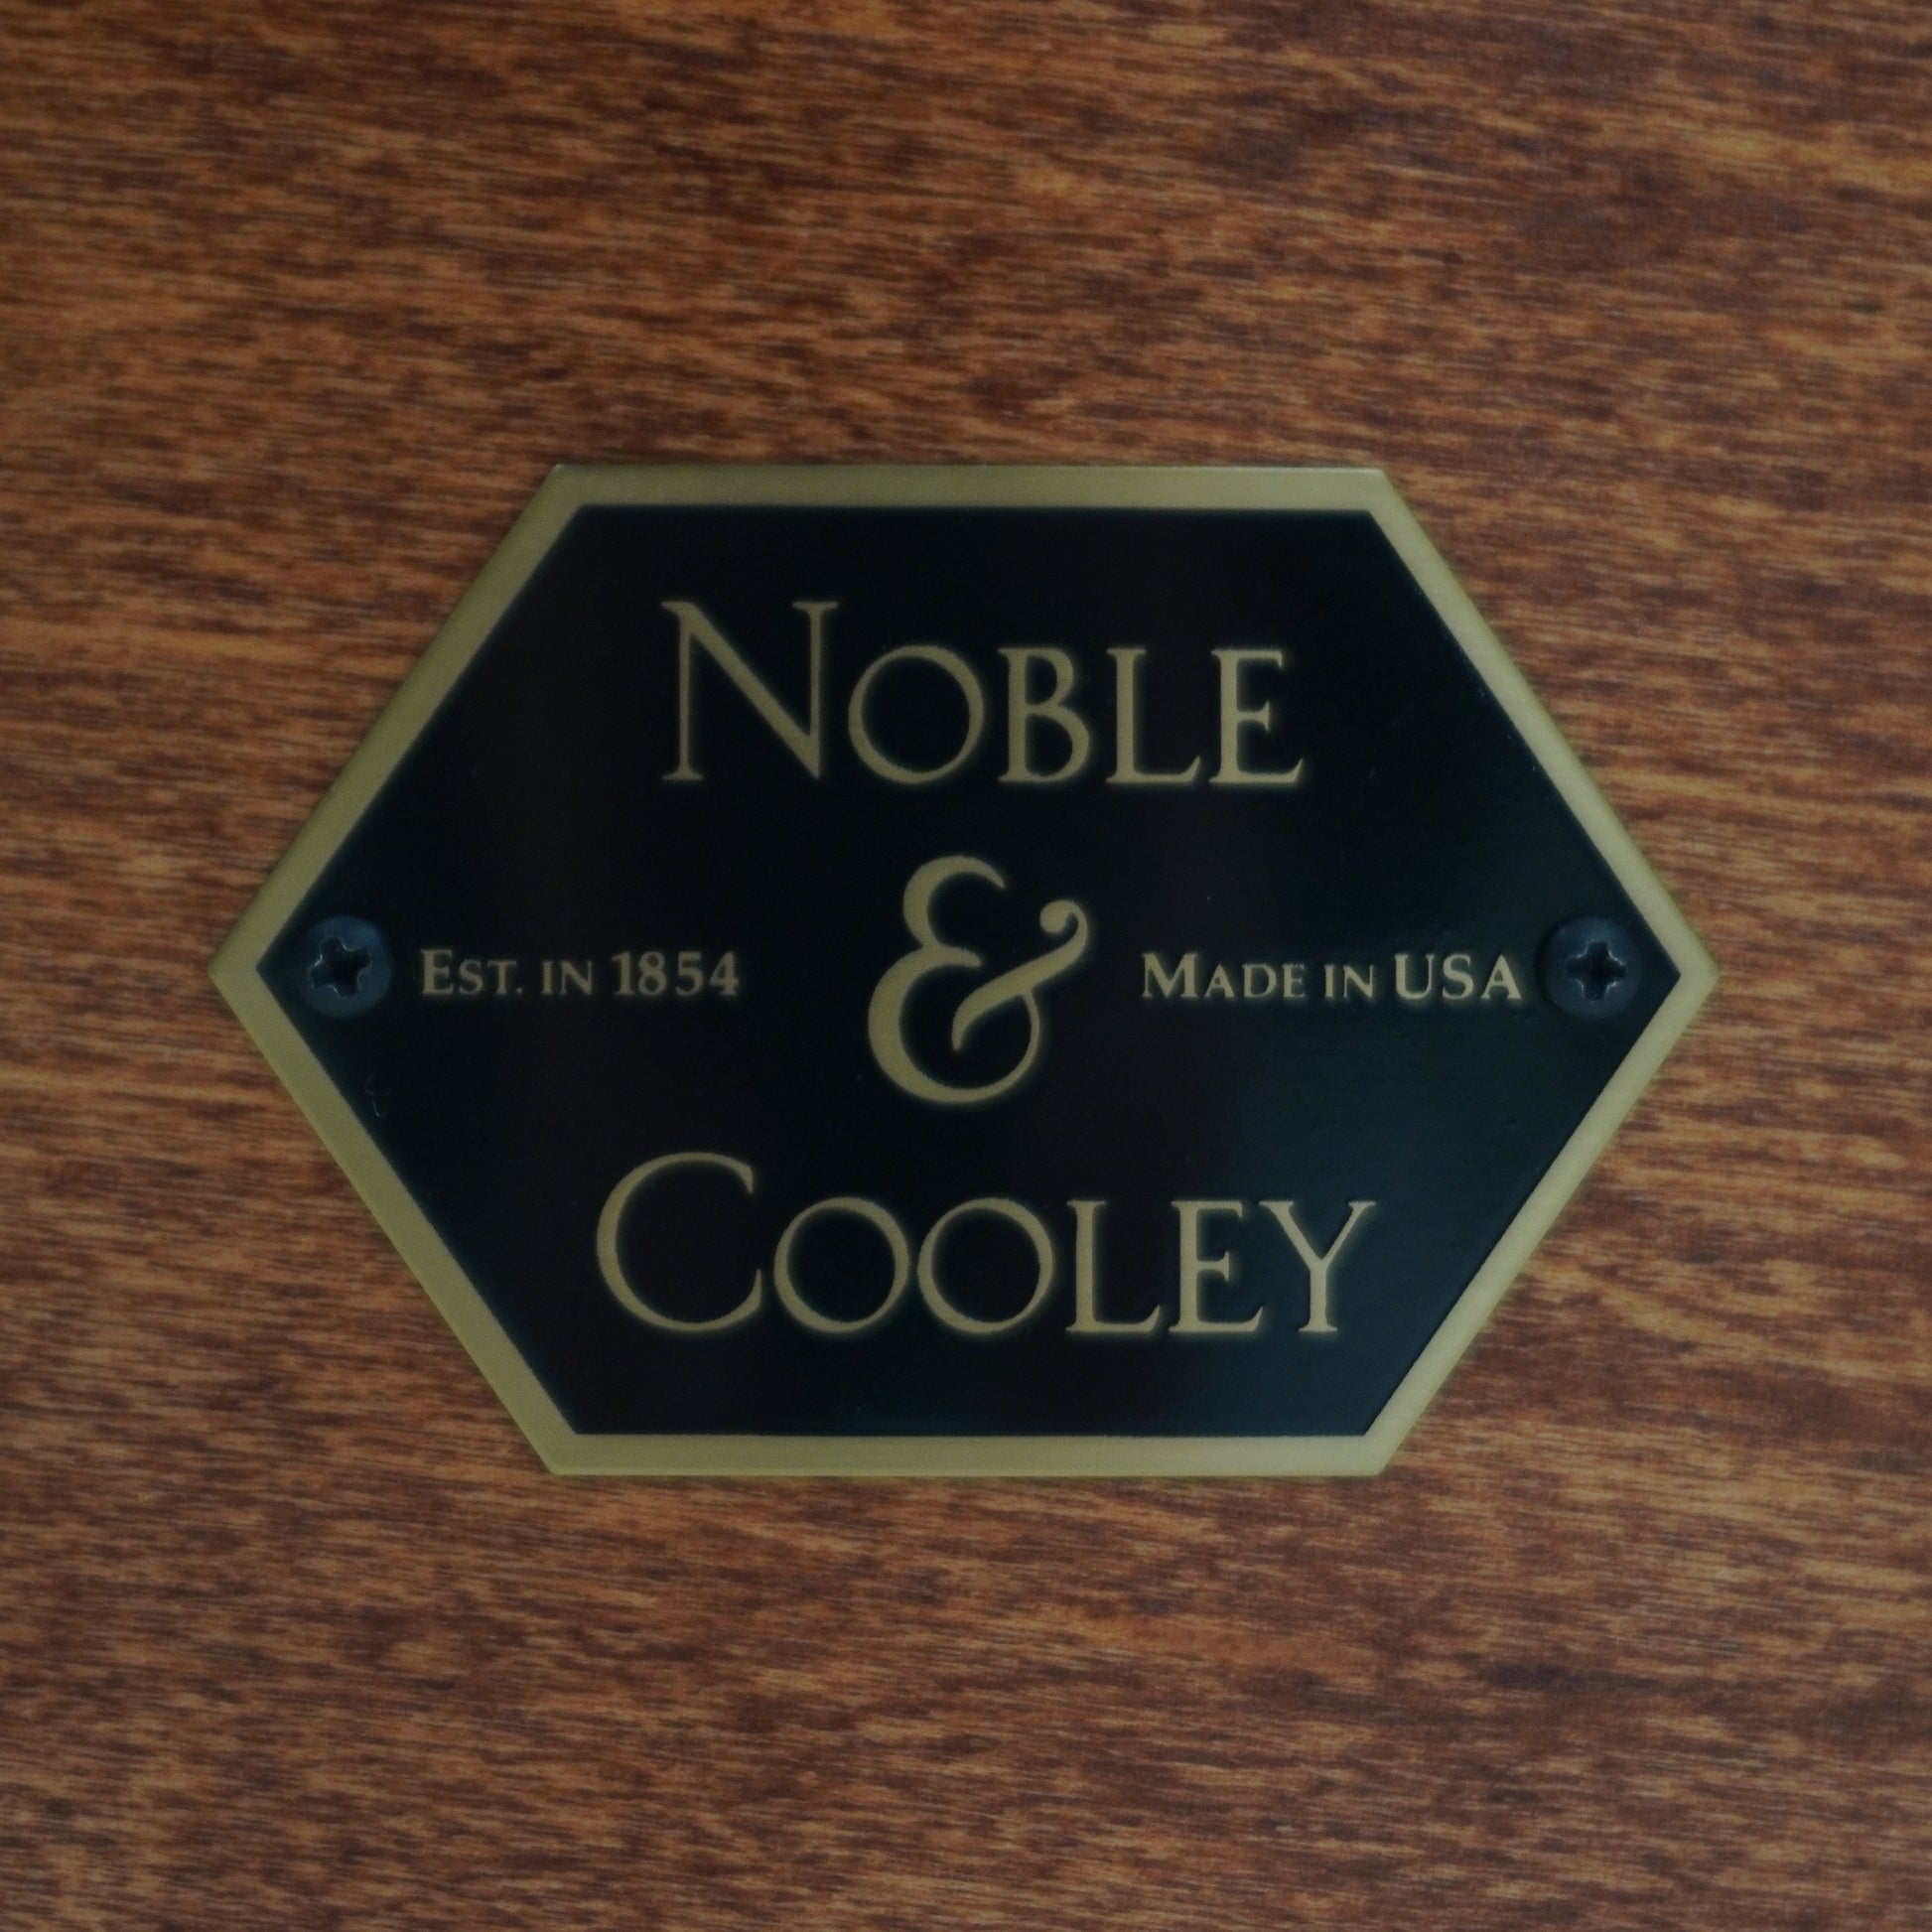 Noble
Est. in 1854 & Made in USA
Cooley